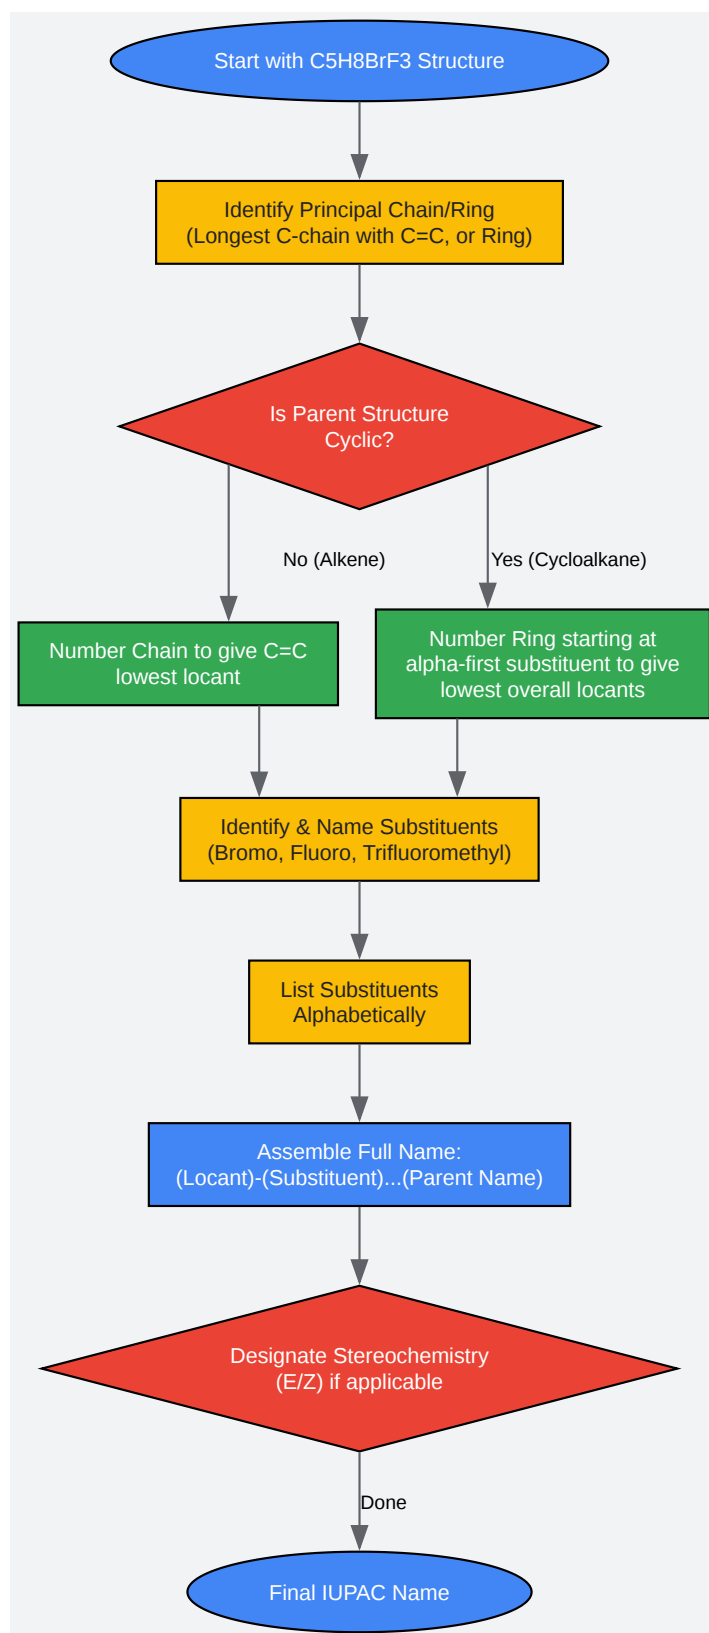 Start with C5H8BrF3 Structure
Identify Principal Chain/Ring
(Longest C-chain with C=C, or Ring)
Is Parent Structure
Cyclic?
No (Alkene)
Yes (Cycloalkane)
Number Chain to give C=C
lowest locant
Number Ring starting at
alpha-first substituent to give
lowest overall locants
Identify & Name Substituents
(Bromo, Fluoro, Trifluoromethyl)
List Substituents
Alphabetically
Assemble Full Name:
(Locant)-(Substituent)...(Parent Name)
Designate Stereochemistry
(E/Z) if applicable
Done
Final IUPAC Name